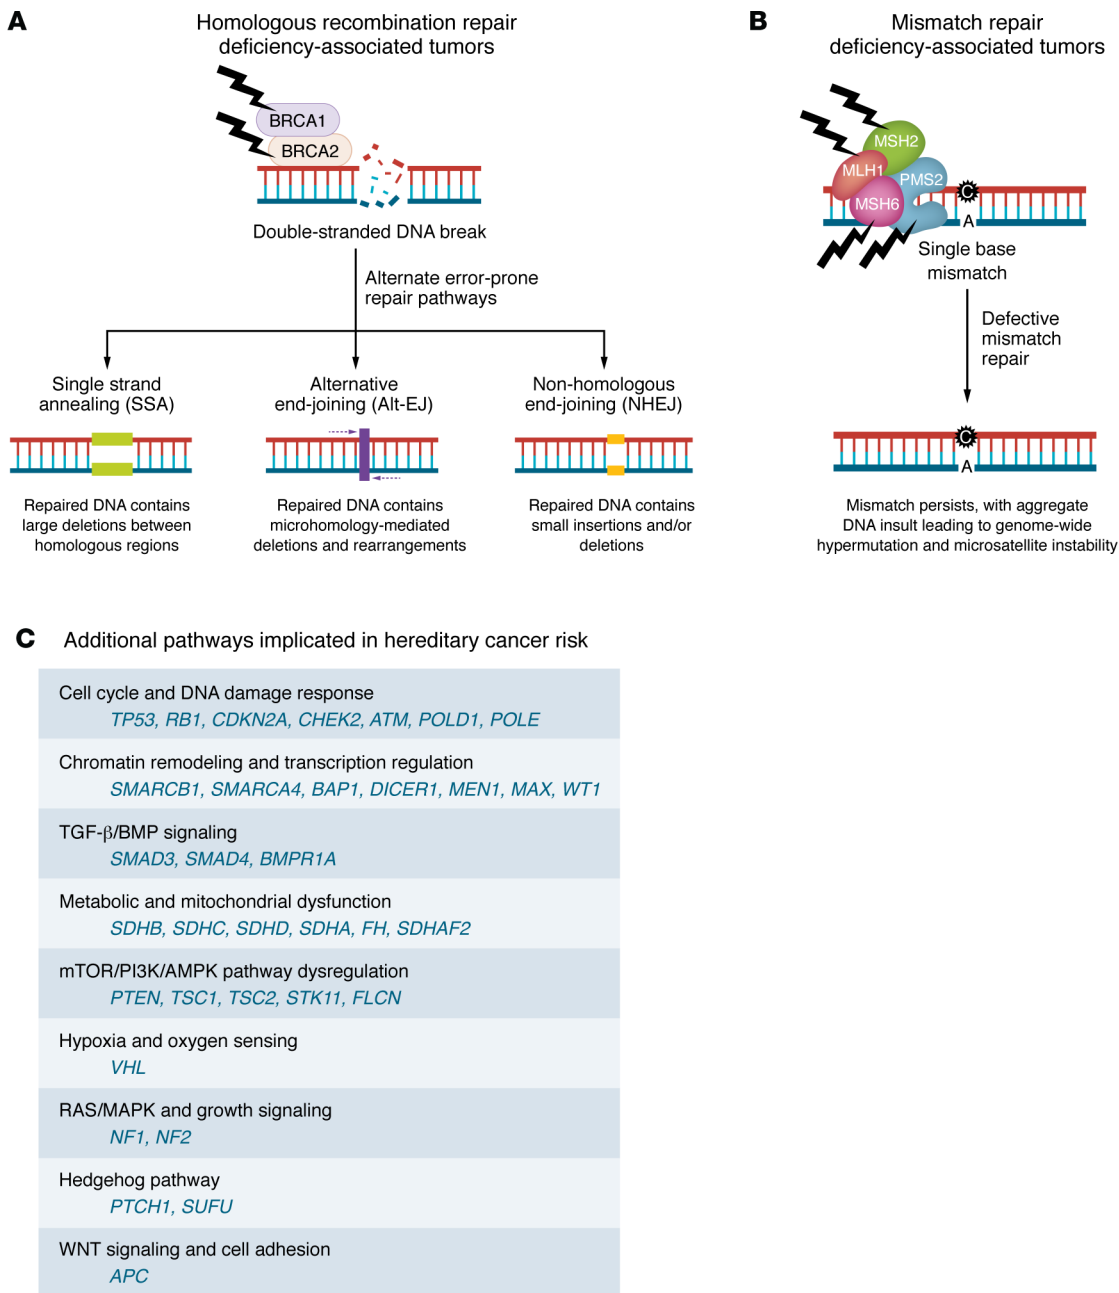 A
Homologous recombination repair
deficiency-associated tumors
BRCA1
BRCA2
Double-stranded DNA break
Alternate error-prone
repair pathways
Single strand
annealing (SSA)
Repaired DNA contains
large deletions between
homologous regions
Alternative
end-joining (Alt-EJ)
Repaired DNA contains
microhomology-mediated
deletions and rearrangements
Non-homologous
end-joining (NHEJ)
Repaired DNA contains
small insertions and/or
deletions
B
Mismatch repair
deficiency-associated tumors
MSH2
MLH1
PMS2
MSH6
C
A
Single base
mismatch
Defective
mismatch
repair
C
A
Mismatch persists, with aggregate
DNA insult leading to genome-wide
hypermutation and microsatellite instability
C
Additional pathways implicated in hereditary cancer risk
Cell cycle and DNA damage response
TP53, RB1, CDKN2A, CHEK2, ATM, POLD1, POLE
Chromatin remodeling and transcription regulation
SMARCB1, SMARCA4, BAP1, DICER1, MEN1, MAX, WT1
TGF-β/BMP signaling
SMAD3, SMAD4, BMPR1A
Metabolic and mitochondrial dysfunction
SDHB, SDHC, SDHD, SDHA, FH, SDHAF2
mTOR/PI3K/AMPK pathway dysregulation
PTEN, TSC1, TSC2, STK11, FLCN
Hypoxia and oxygen sensing
VHL
RAS/MAPK and growth signaling
NF1, NF2
Hedgehog pathway
PTCH1, SUFU
WNT signaling and cell adhesion
APC